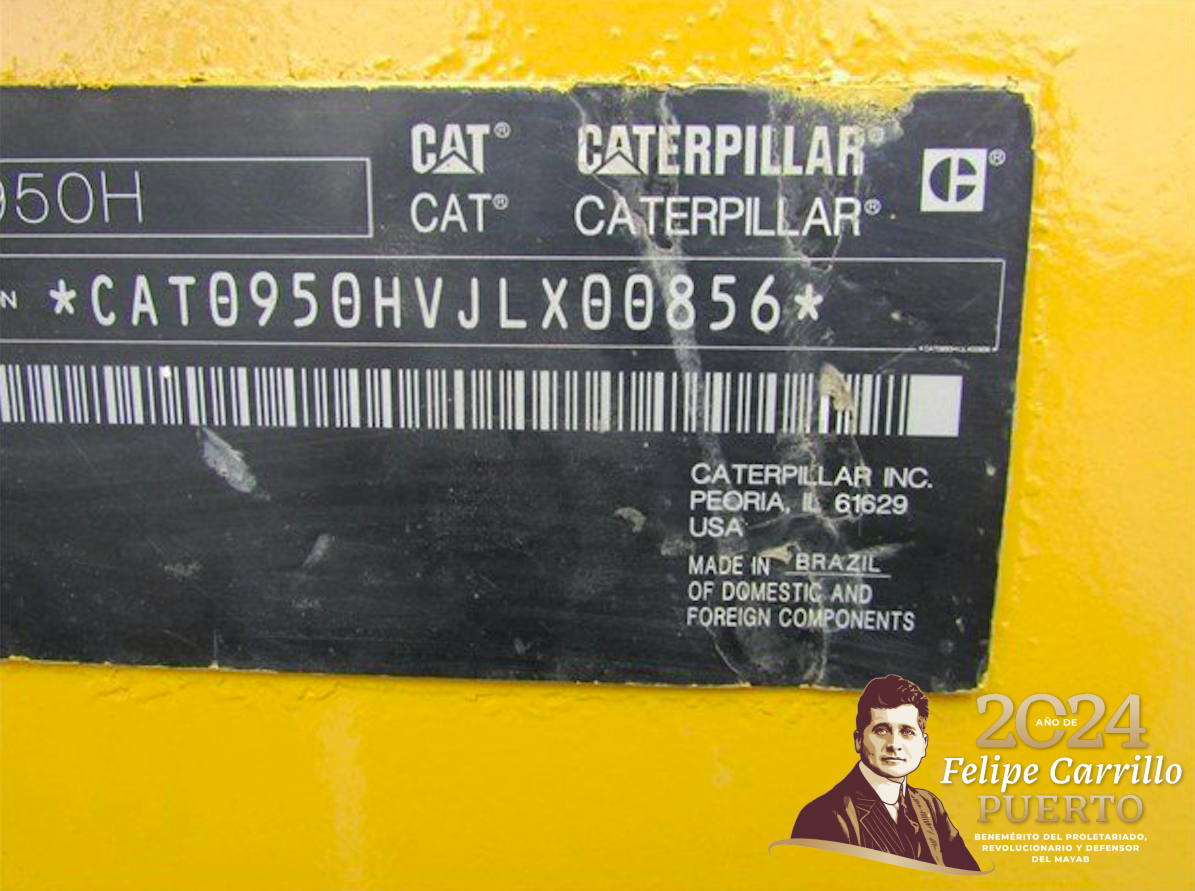 950H
CAT® CATERPILLAR®
CAT® CATERPILLAR®
N *CAT0950HVJLX00856*
CATERPILLAR INC.
PEORIA, IL 61629
USA
MADE IN BRAZIL
OF DOMESTIC AND
FOREIGN COMPONENTS
2024
AÑO DE
Felipe Carrillo
PUERTO
BENEMÉRITO DEL PROLETARIADO,
REVOLUCIONARIO Y DEFENSOR
DEL MAYAB